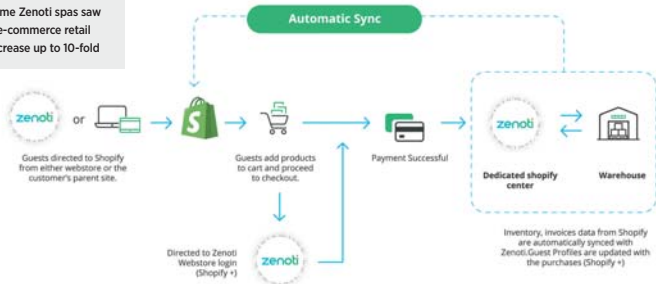 me Zenoti spas saw
e-commerce retail
crease up to 10-fold
Automatic Sync
zenoti
or
Guests directed to Shopify
from either webstore or the
customer's parent site.
S
Guests add products
to cart and proceed
to checkout.
Payment Successful
zenoti
Dedicated shopify
center
Warehouse
Directed to Zenoti
Webstore login
(Shopify +)
zenoti
Inventory, invoices data from Shopify
are automatically synced with
Zenoti.Guest Profiles are updated with
the purchases (Shopify +)